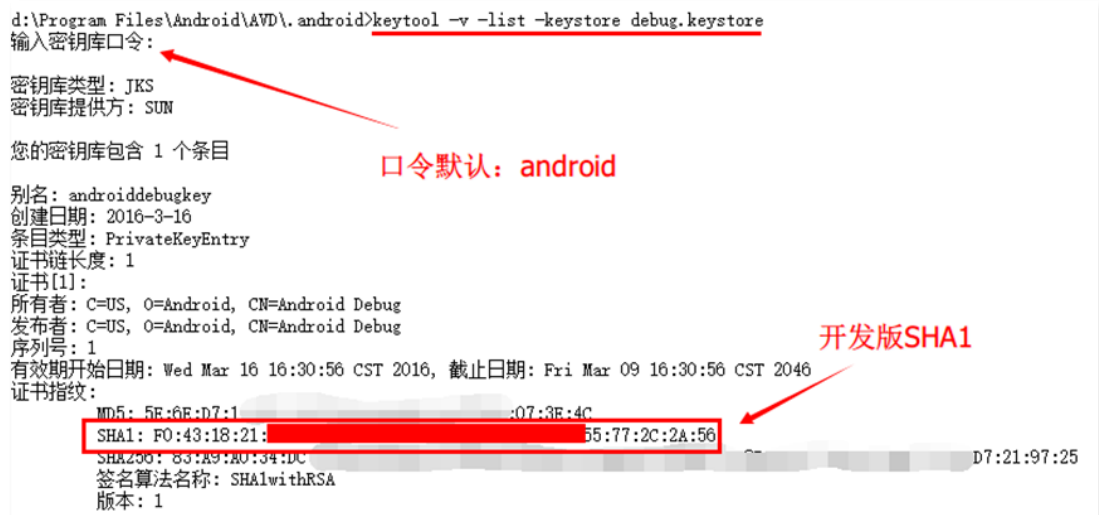 d:\Program Files\Android\AVD\.android>keytool -v -list -keystore debug.keystore
输入密钥库口令:
密钥库类型: JKS
密钥库提供方: SUN
您的密钥库包含 1 个条目
口令默认：android
别名: androiddebugkey
创建日期: 2016-3-16
条目类型: PrivateKeyEntry
证书链长度: 1
证书[1]:
所有者: C=US, O=Android, CN=Android Debug
发布者: C=US, O=Android, CN=Android Debug
序列号: 1
开发版SHA1
有效期开始日期: Wed Mar 16 16:30:56 CST 2016, 截止日期: Fri Mar 09 16:30:56 CST 2046
证书指纹:
MD5: 5E:6E:D7:1 :07:3E:4C
SHA1: F0:43:18:21: 55:77:2C:2A:56
SHA256: 83:A9:A0:34:DC D7:21:97:25
签名算法名称: SHA1withRSA
版本: 1